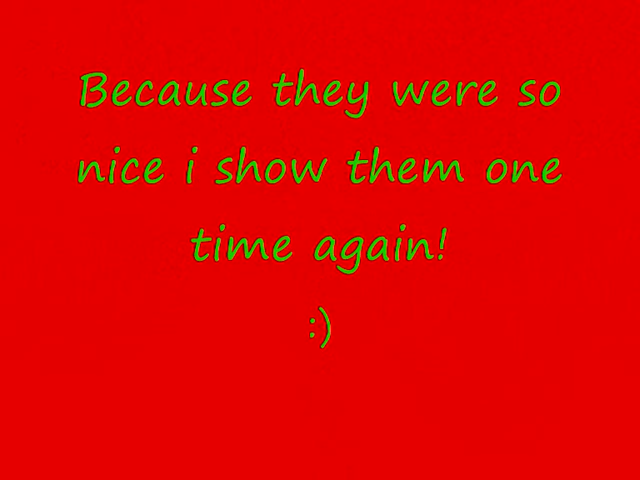 Because they were so
nice i show them one
time again!
:)